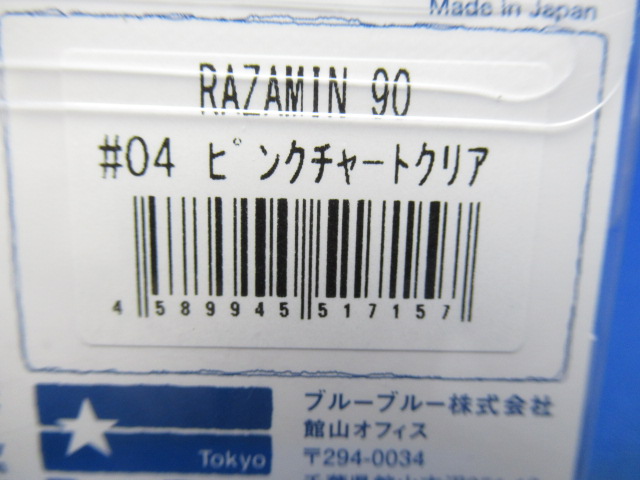 Made in Japan
RAZAMIN 90
#04 ピンクチャートクリア
4 589945 517157
Tokyo
ブルーブルー株式会社
館山オフィス
〒294-0034